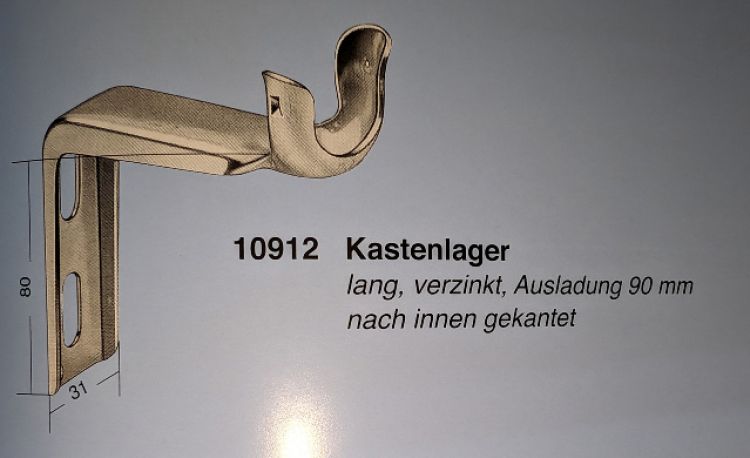 10912 Kastenlager
lang, verzinkt, Ausladung 90 mm
nach innen gekantet
80
31